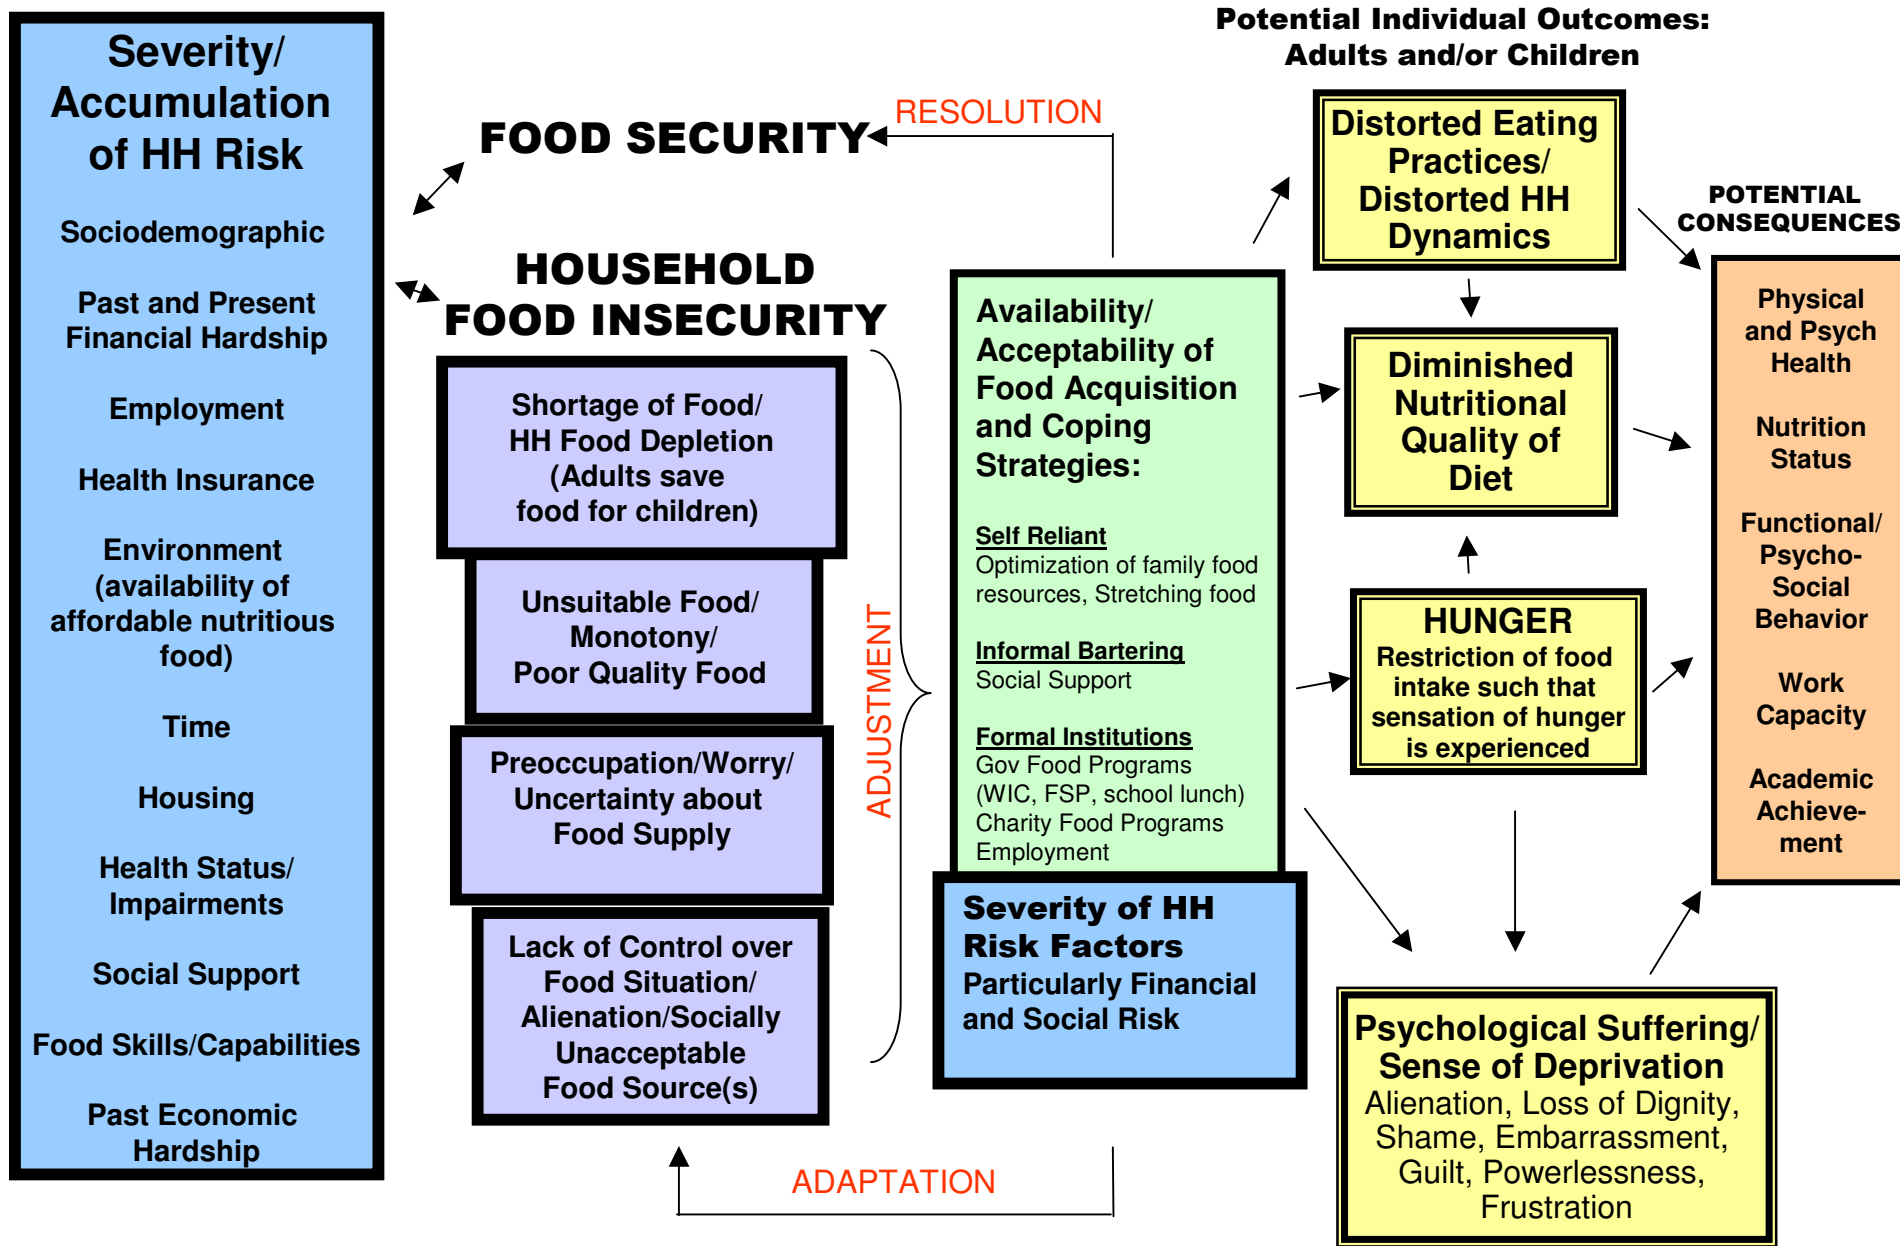 Severity/
Accumulation
of HH Risk
Sociodemographic
Past and Present
Financial Hardship
Employment
Health Insurance
Environment
(availability of
affordable nutritious
food)
Time
Housing
Health Status/
Impairments
Social Support
Food Skills/Capabilities
Past Economic
Hardship
FOOD SECURITY
RESOLUTION
HOUSEHOLD
FOOD INSECURITY
Shortage of Food/
HH Food Depletion
(Adults save
food for children)
Unsuitable Food/
Monotony/
Poor Quality Food
Preoccupation/Worry/
Uncertainty about
Food Supply
Lack of Control over
Food Situation/
Alienation/Socially
Unacceptable
Food Source(s)
ADJUSTMENT
ADAPTATION
Availability/
Acceptability of
Food Acquisition
and Coping
Strategies:
Self Reliant
Optimization of family food
resources, Stretching food
Informal Bartering
Social Support
Formal Institutions
Gov Food Programs
(WIC, FSP, school lunch)
Charity Food Programs
Employment
Severity of HH
Risk Factors
Particularly Financial
and Social Risk
Potential Individual Outcomes:
Adults and/or Children
Distorted Eating
Practices/
Distorted HH
Dynamics
Diminished
Nutritional
Quality of
Diet
HUNGER
Restriction of food
intake such that
sensation of hunger
is experienced
Psychological Suffering/
Sense of Deprivation
Alienation, Loss of Dignity,
Shame, Embarrassment,
Guilt, Powerlessness,
Frustration
POTENTIAL
CONSEQUENCES
Physical
and Psych
Health
Nutrition
Status
Functional/
Psycho-
Social
Behavior
Work
Capacity
Academic
Achieve-
ment